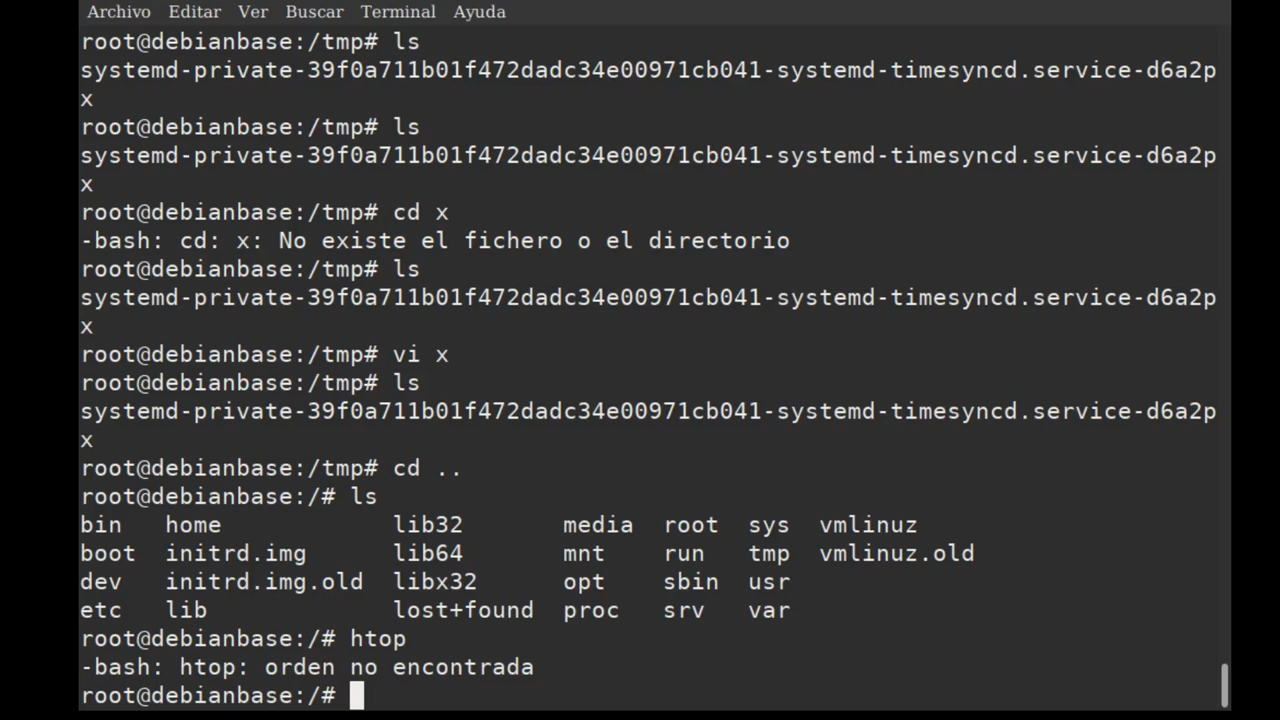 Archivo Editar Ver Buscar Terminal Ayuda
root@debianbase:/tmp# ls
systemd-private-39f0a711b01f472dadc34e00971cb041-systemd-timesyncd.service-d6a2p
x
root@debianbase:/tmp# ls
systemd-private-39f0a711b01f472dadc34e00971cb041-systemd-timesyncd.service-d6a2p
x
root@debianbase:/tmp# cd x
-bash: cd: x: No existe el fichero o el directorio
root@debianbase:/tmp# ls
systemd-private-39f0a711b01f472dadc34e00971cb041-systemd-timesyncd.service-d6a2p
x
root@debianbase:/tmp# vi x
root@debianbase:/tmp# ls
systemd-private-39f0a711b01f472dadc34e00971cb041-systemd-timesyncd.service-d6a2p
x
root@debianbase:/tmp# cd ..
root@debianbase:/# ls
bin   home            lib32       media  root  sys  vmlinuz
boot  initrd.img      lib64       mnt    run   tmp  vmlinuz.old
dev   initrd.img.old  libx32      opt    sbin  usr
etc   lib             lost+found  proc   srv   var
root@debianbase:/# htop
-bash: htop: orden no encontrada
root@debianbase:/#